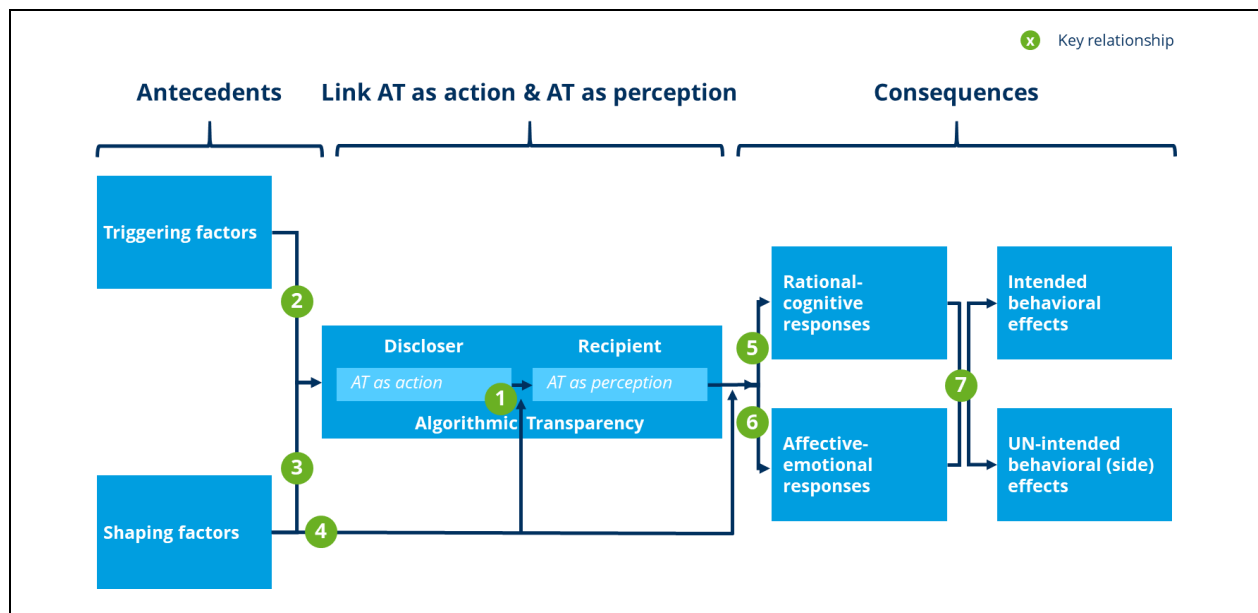 x Key relationship
Antecedents
Link AT as action & AT as perception
Consequences
Triggering factors
2
3
Shaping factors
4
Discloser
Recipient
AT as action
1
AT as perception
Algorithmic Transparency
5
6
Rational-
cognitive
responses
Affective-
emotional
responses
7
Intended
behavioral
effects
UN-intended
behavioral (side)
effects